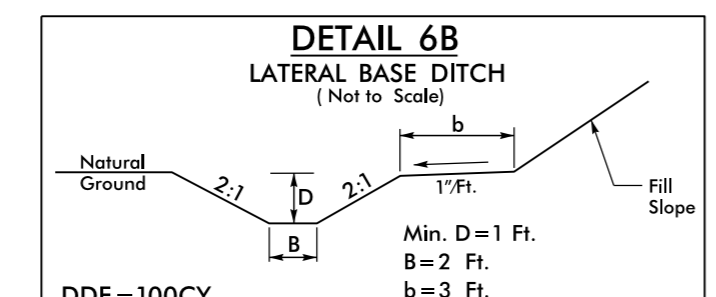 DETAIL 6B
LATERAL BASE DITCH
( Not to Scale)
b
Natural
Ground
2:1
D
2:1
1"/Ft.
Fill
Slope
B
Min. D=1 Ft.
B=2 Ft.
b=3 Ft.
DDE=100CY